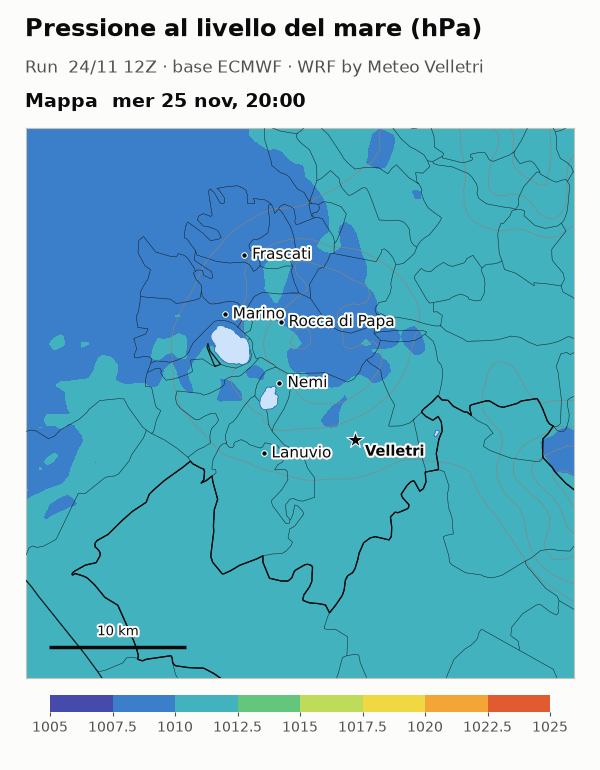 Pressione al livello del mare (hPa)
Run  24/11 12Z · base ECMWF · WRF by Meteo Velletri
Mappa  mer 25 nov, 20:00
Frascati
Marino
Rocca di Papa
Nemi
Velletri
Lanuvio
10 km
1005 1007.5 1010 1012.5 1015 1017.5 1020 1022.5 1025